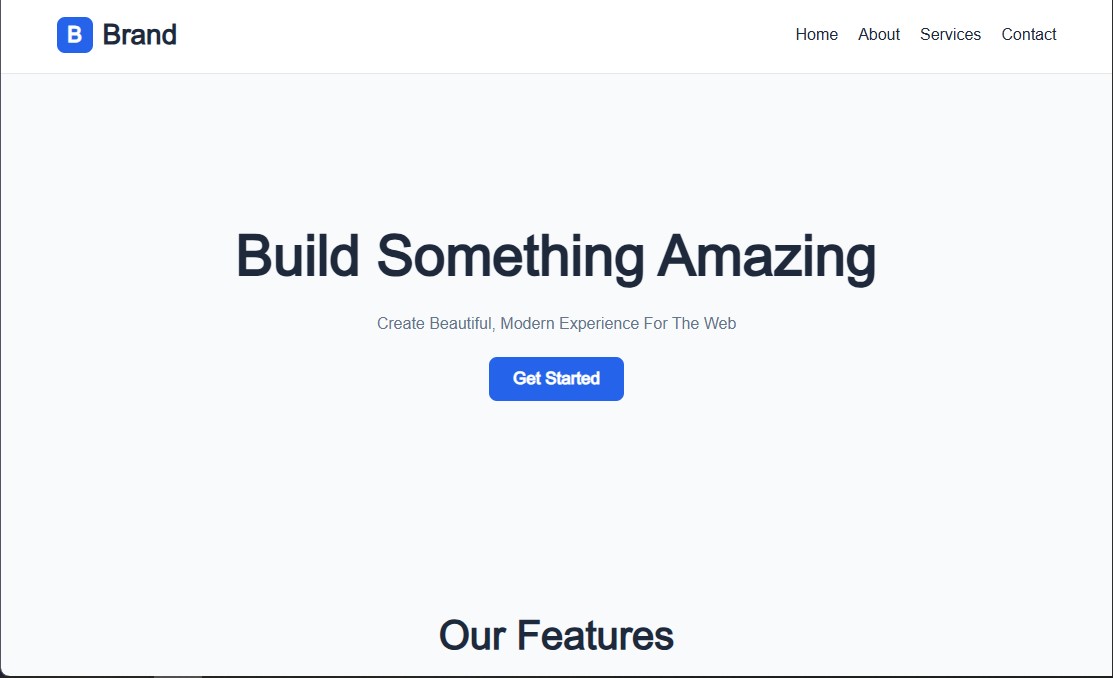 B Brand
Home About Services Contact
Build Something Amazing
Create Beautiful, Modern Experience For The Web
Get Started
Our Features